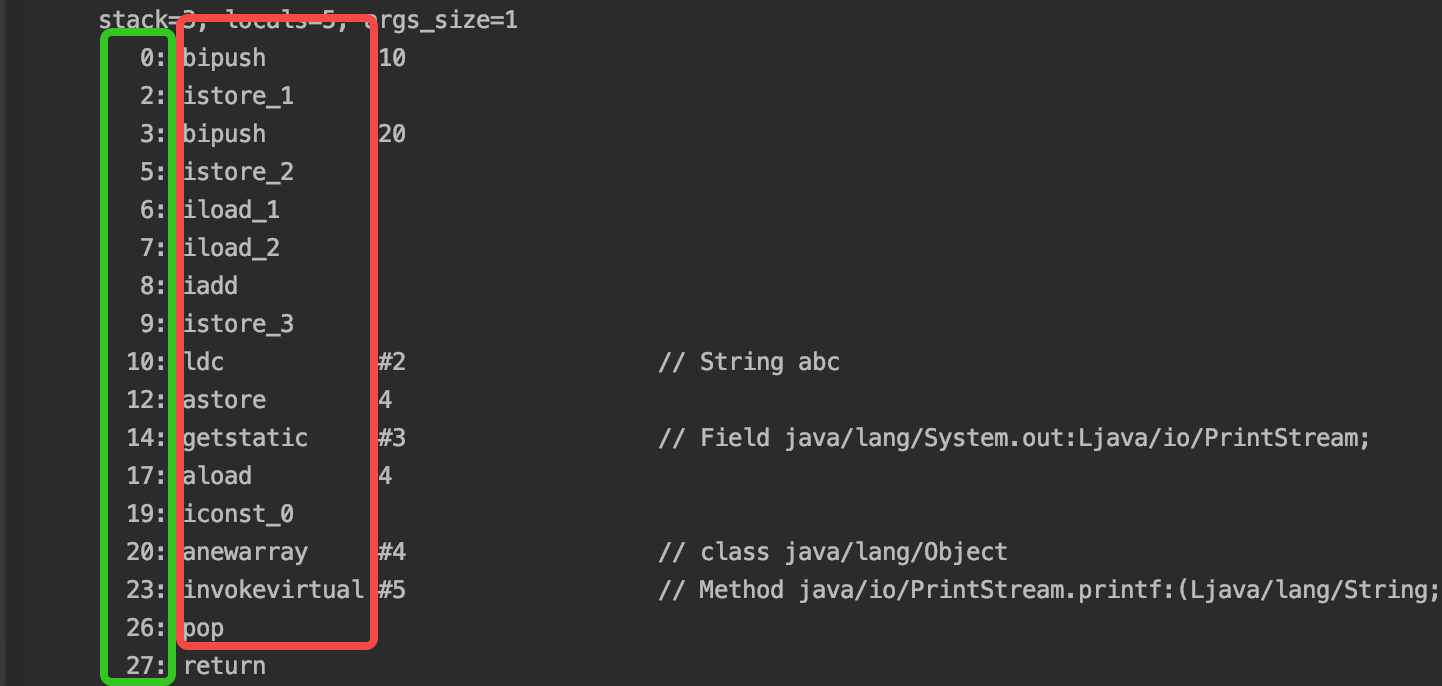 stack=3, locals=5, args_size=1
0: bipush 10
2: istore_1
3: bipush 20
5: istore_2
6: iload_1
7: iload_2
8: iadd
9: istore_3
10: ldc #2 // String abc
12: astore 4
14: getstatic #3 // Field java/lang/System.out:Ljava/io/PrintStream;
17: aload 4
19: iconst_0
20: anewarray #4 // class java/lang/Object
23: invokevirtual #5 // Method java/io/PrintStream.printf:(Ljava/lang/String;
26: pop
27: return